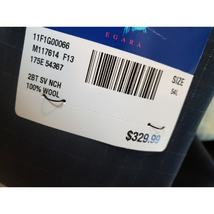 EGARA
11F1G00066
M117614 F13
175E 54367
2BT SV NCH
100% WOOL
SIZE
54L
$329.99